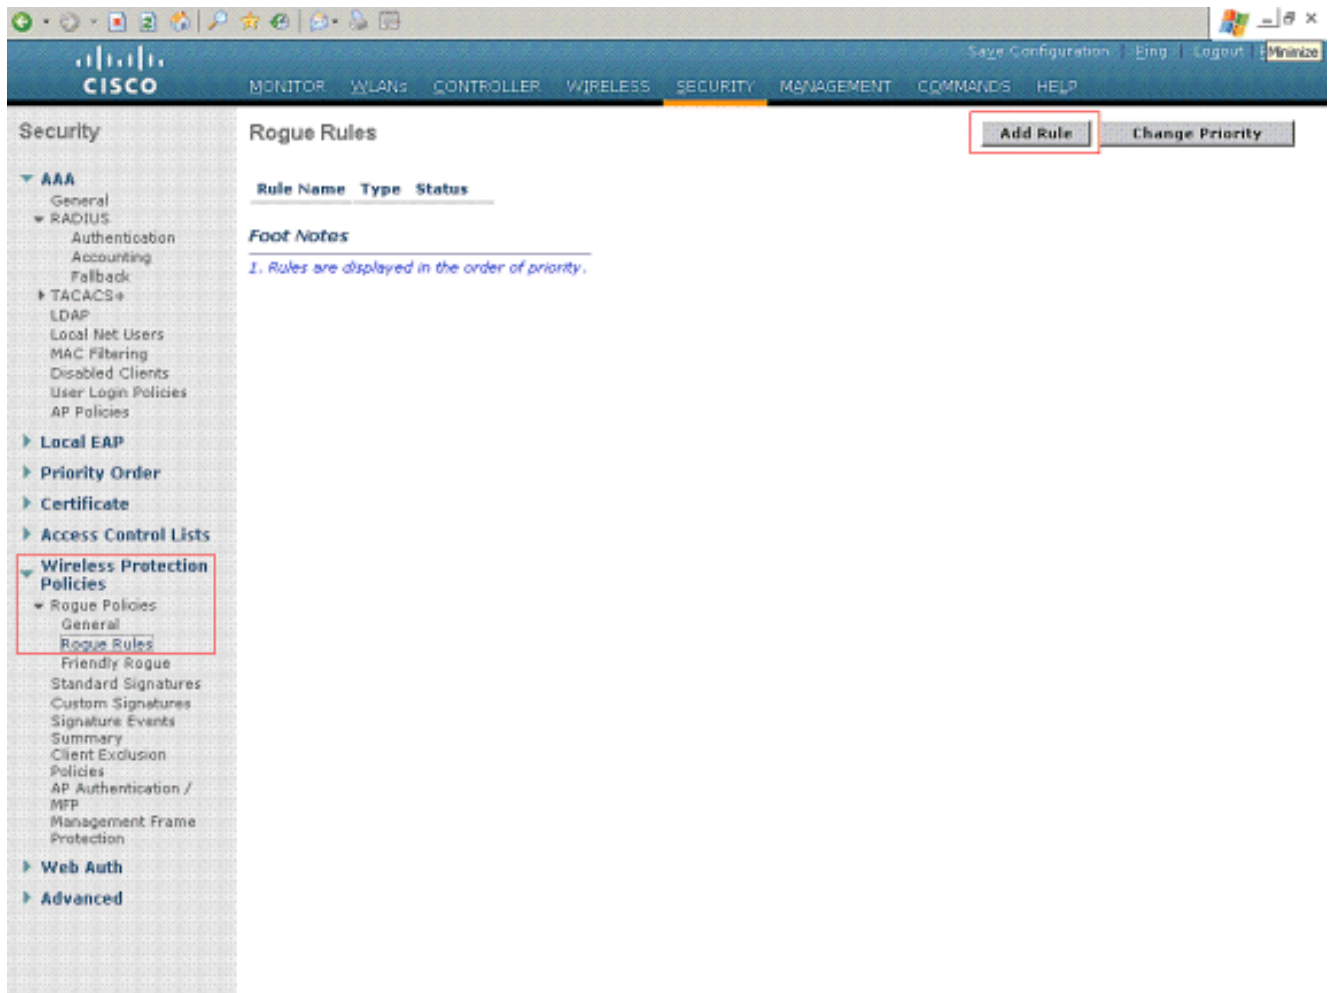 Save Configuration | Ping | Logout |
Minimize
CISCO
MONITOR WLANs CONTROLLER WIRELESS SECURITY MANAGEMENT COMMANDS HELP
Security
AAA
General
RADIUS
Authentication
Accounting
Fallback
TACACS+
LDAP
Local Net Users
MAC Filtering
Disabled Clients
User Login Policies
AP Policies
Local EAP
Priority Order
Certificate
Access Control Lists
Wireless Protection
Policies
Rogue Policies
General
Rogue Rules
Friendly Rogue
Standard Signatures
Custom Signatures
Signature Events
Summary
Client Exclusion
Policies
AP Authentication /
MFP
Management Frame
Protection
Web Auth
Advanced
Rogue Rules
Add Rule
Change Priority
Rule Name Type Status
Foot Notes
1. Rules are displayed in the order of priority.